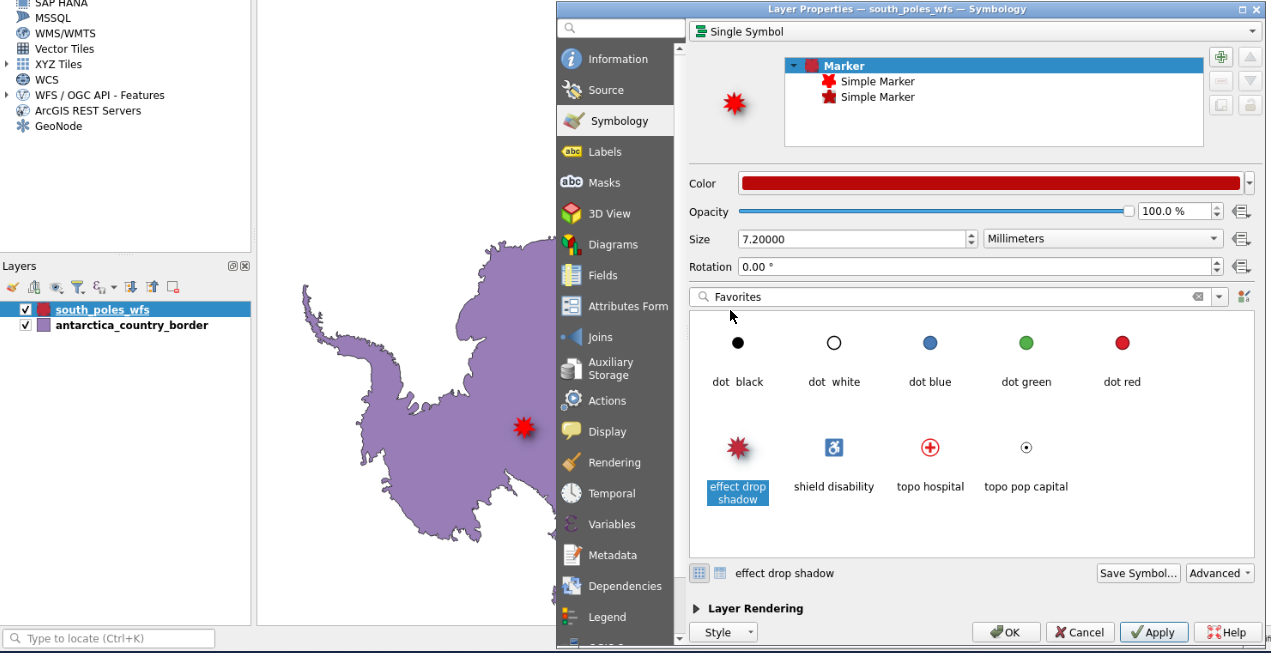 SAP HANA
MSSQL
WMS/WMTS
Vector Tiles
XYZ Tiles
WCS
WFS / OGC API - Features
ArcGIS REST Servers
GeoNode
Layers
south_poles_wfs
antarctica_country_border
Type to locate (Ctrl+K)
Layer Properties — south_poles_wfs — Symbology
Information
Source
Symbology
abc
Labels
abc
Masks
3D View
Diagrams
Fields
Attributes Form
Joins
Auxiliary
Storage
Actions
Display
Rendering
Temporal
Variables
Metadata
Dependencies
Legend
Single Symbol
Marker
Simple Marker
Simple Marker
Color
Opacity
100.0 %
Size
7.20000
Millimeters
Rotation
0.00 °
Favorites
dot  black
dot  white
dot blue
dot green
dot red
effect drop
shadow
shield disability
topo hospital
topo pop capital
effect drop shadow
Save Symbol...
Advanced
Layer Rendering
Style
OK
Cancel
Apply
Help